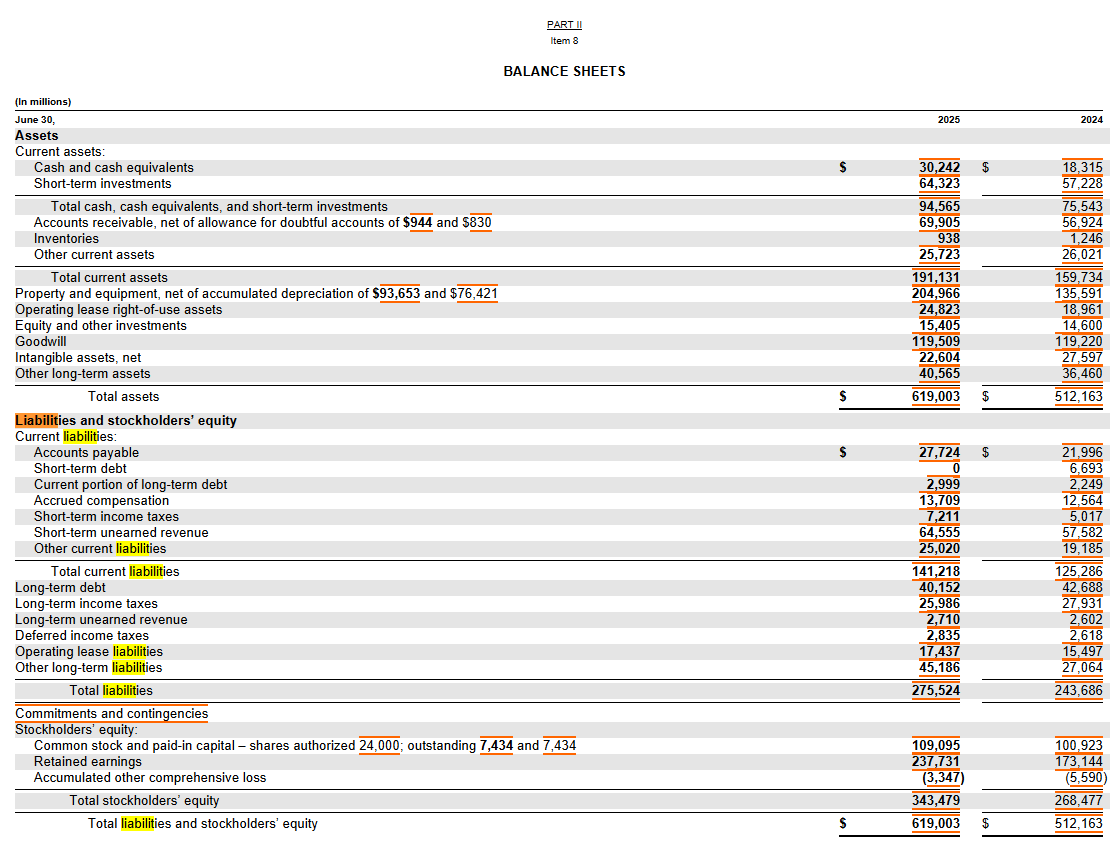 PART II
Item 8
BALANCE SHEETS
(In millions)
June 30, 2025 2024
Assets
Current assets:
Cash and cash equivalents $ 30,242 $ 18,315
Short-term investments 64,323 57,228
Total cash, cash equivalents, and short-term investments 94,565 75,543
Accounts receivable, net of allowance for doubtful accounts of $944 and $830 69,905 56,924
Inventories 938 1,246
Other current assets 25,723 26,021
Total current assets 191,131 159,734
Property and equipment, net of accumulated depreciation of $93,653 and $76,421 204,966 135,591
Operating lease right-of-use assets 24,823 18,961
Equity and other investments 15,405 14,600
Goodwill 119,509 119,220
Intangible assets, net 22,604 27,597
Other long-term assets 40,565 36,460
Total assets $ 619,003 $ 512,163
Liabilities and stockholders’ equity
Current liabilities:
Accounts payable $ 27,724 $ 21,996
Short-term debt 0 6,693
Current portion of long-term debt 2,999 2,249
Accrued compensation 13,709 12,564
Short-term income taxes 7,211 5,017
Short-term unearned revenue 64,555 57,582
Other current liabilities 25,020 19,185
Total current liabilities 141,218 125,286
Long-term debt 40,152 42,688
Long-term income taxes 25,986 27,931
Long-term unearned revenue 2,710 2,602
Deferred income taxes 2,835 2,618
Operating lease liabilities 17,437 15,497
Other long-term liabilities 45,186 27,064
Total liabilities 275,524 243,686
Commitments and contingencies
Stockholders’ equity:
Common stock and paid-in capital – shares authorized 24,000; outstanding 7,434 and 7,434 109,095 100,923
Retained earnings 237,731 173,144
Accumulated other comprehensive loss (3,347) (5,590)
Total stockholders’ equity 343,479 268,477
Total liabilities and stockholders’ equity $ 619,003 $ 512,163